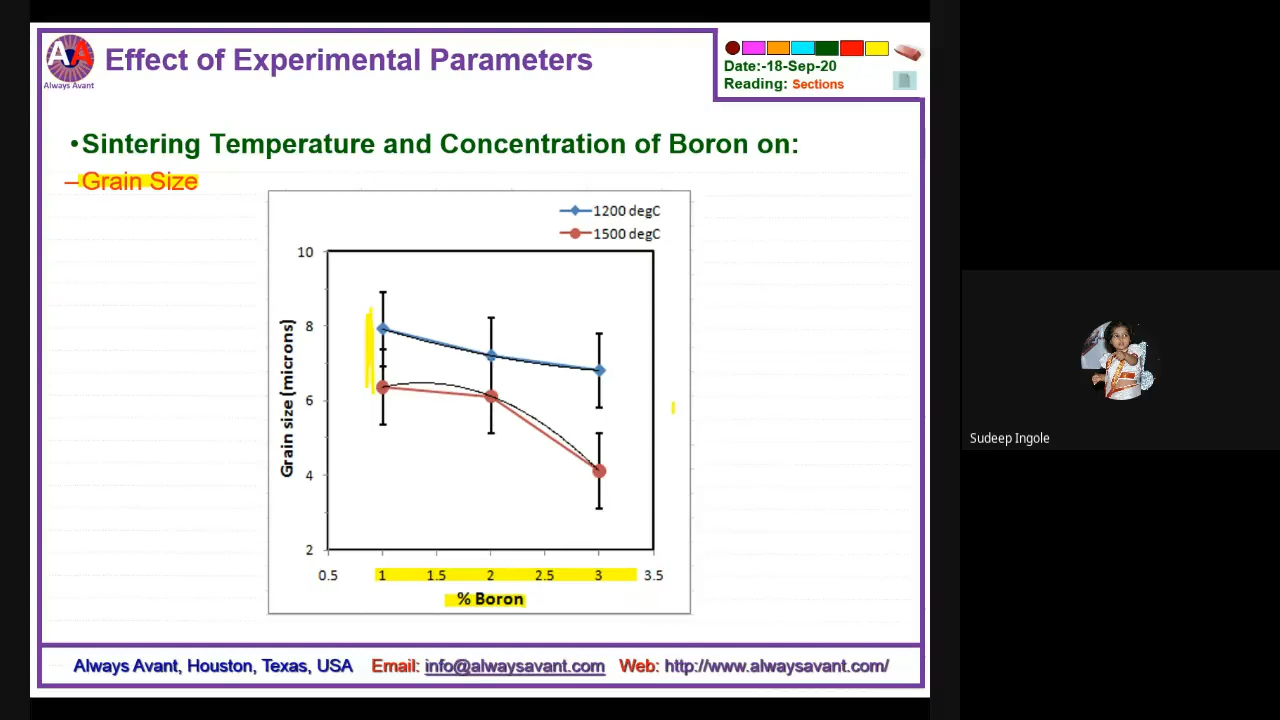 AA
Always Avant
Effect of Experimental Parameters
Date:-18-Sep-20
Reading: Sections
•Sintering Temperature and Concentration of Boron on:
–Grain Size
1200 degC
1500 degC
10
8
6
4
2
Grain size (microns)
0.5 1 1.5 2 2.5 3 3.5
% Boron
Always Avant, Houston, Texas, USA Email: info@alwaysavant.com Web: http://www.alwaysavant.com/
Sudeep Ingole